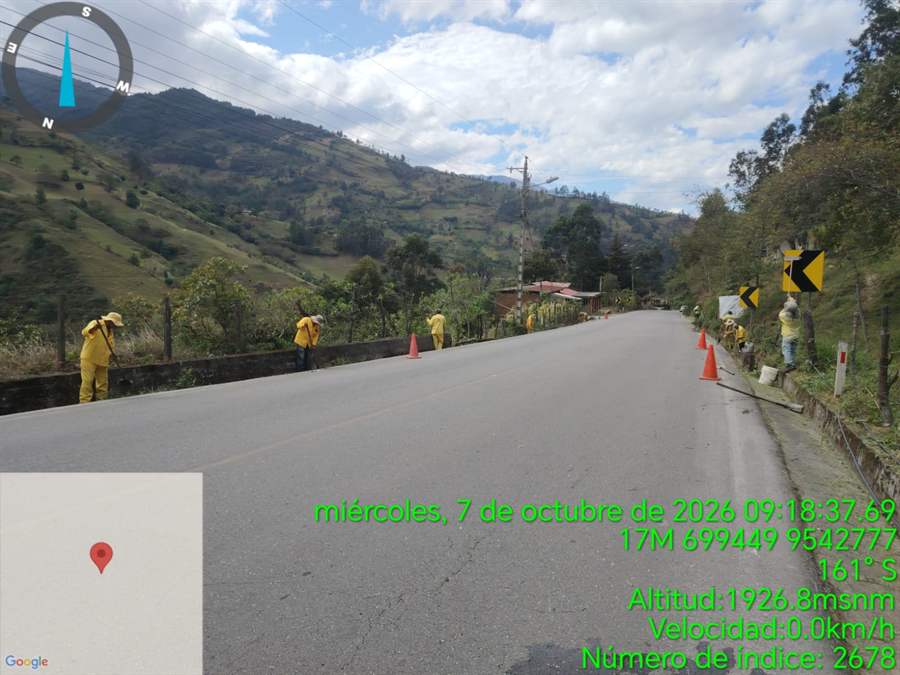 S
E
W
N
miércoles, 7 de octubre de 2026 09:18:37.69
17M 699449 9542777
161° S
Altitud:1926.8msnm
Velocidad:0.0km/h
Número de índice: 2678
Google